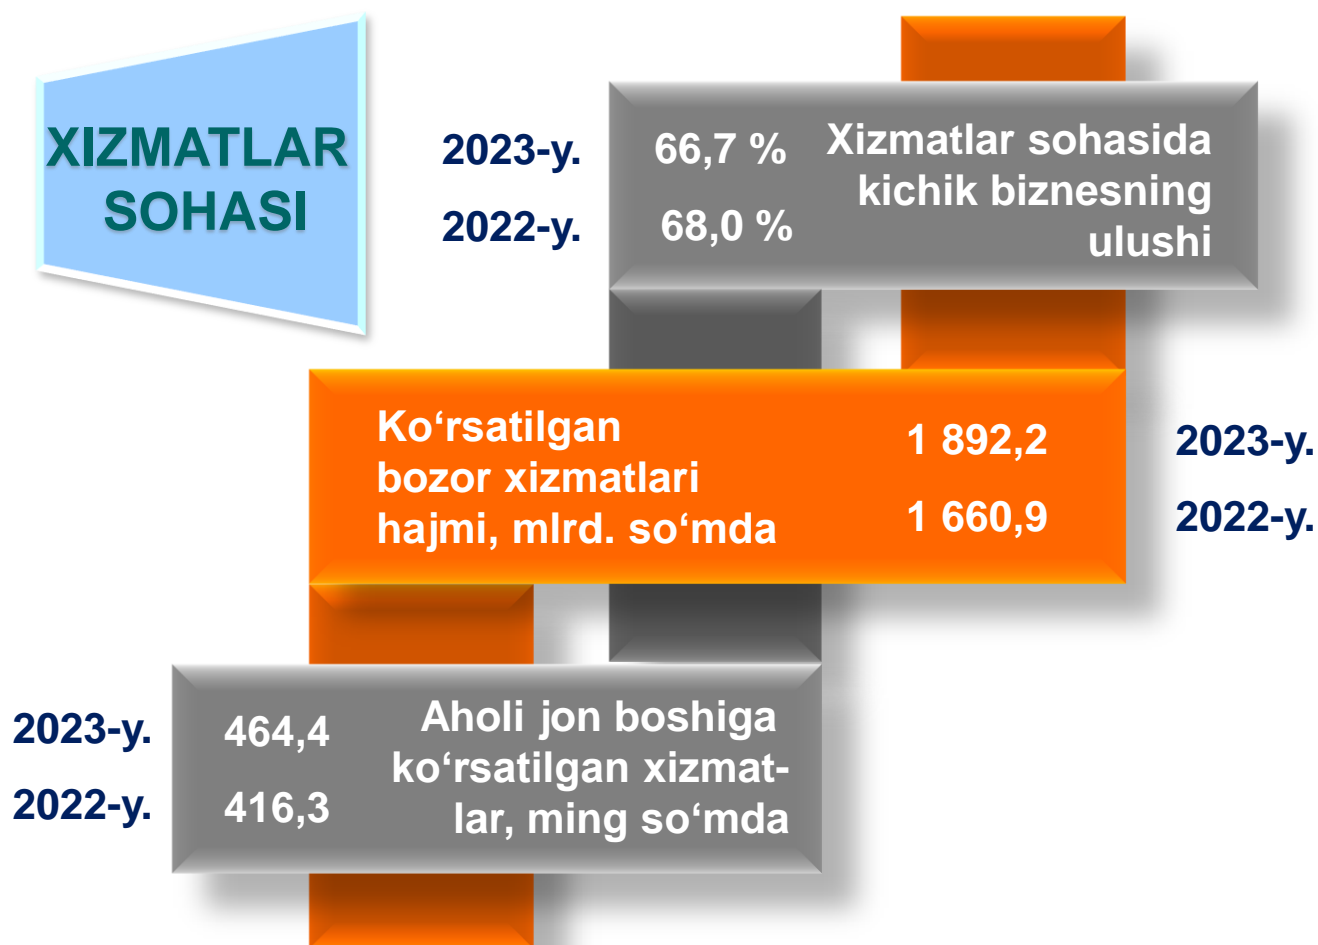 XIZMATLAR
SOHASI
2023-y.
66,7 %
2022-y.
68,0 %
Xizmatlar sohasida
kichik biznesning
ulushi
Ko‘rsatilgan
bozor xizmatlari
hajmi, mlrd. so‘mda
1 892,2
2023-y.
1 660,9
2022-y.
2023-y.
464,4
2022-y.
416,3
Aholi jon boshiga
ko‘rsatilgan xizmat-
lar, ming so‘mda